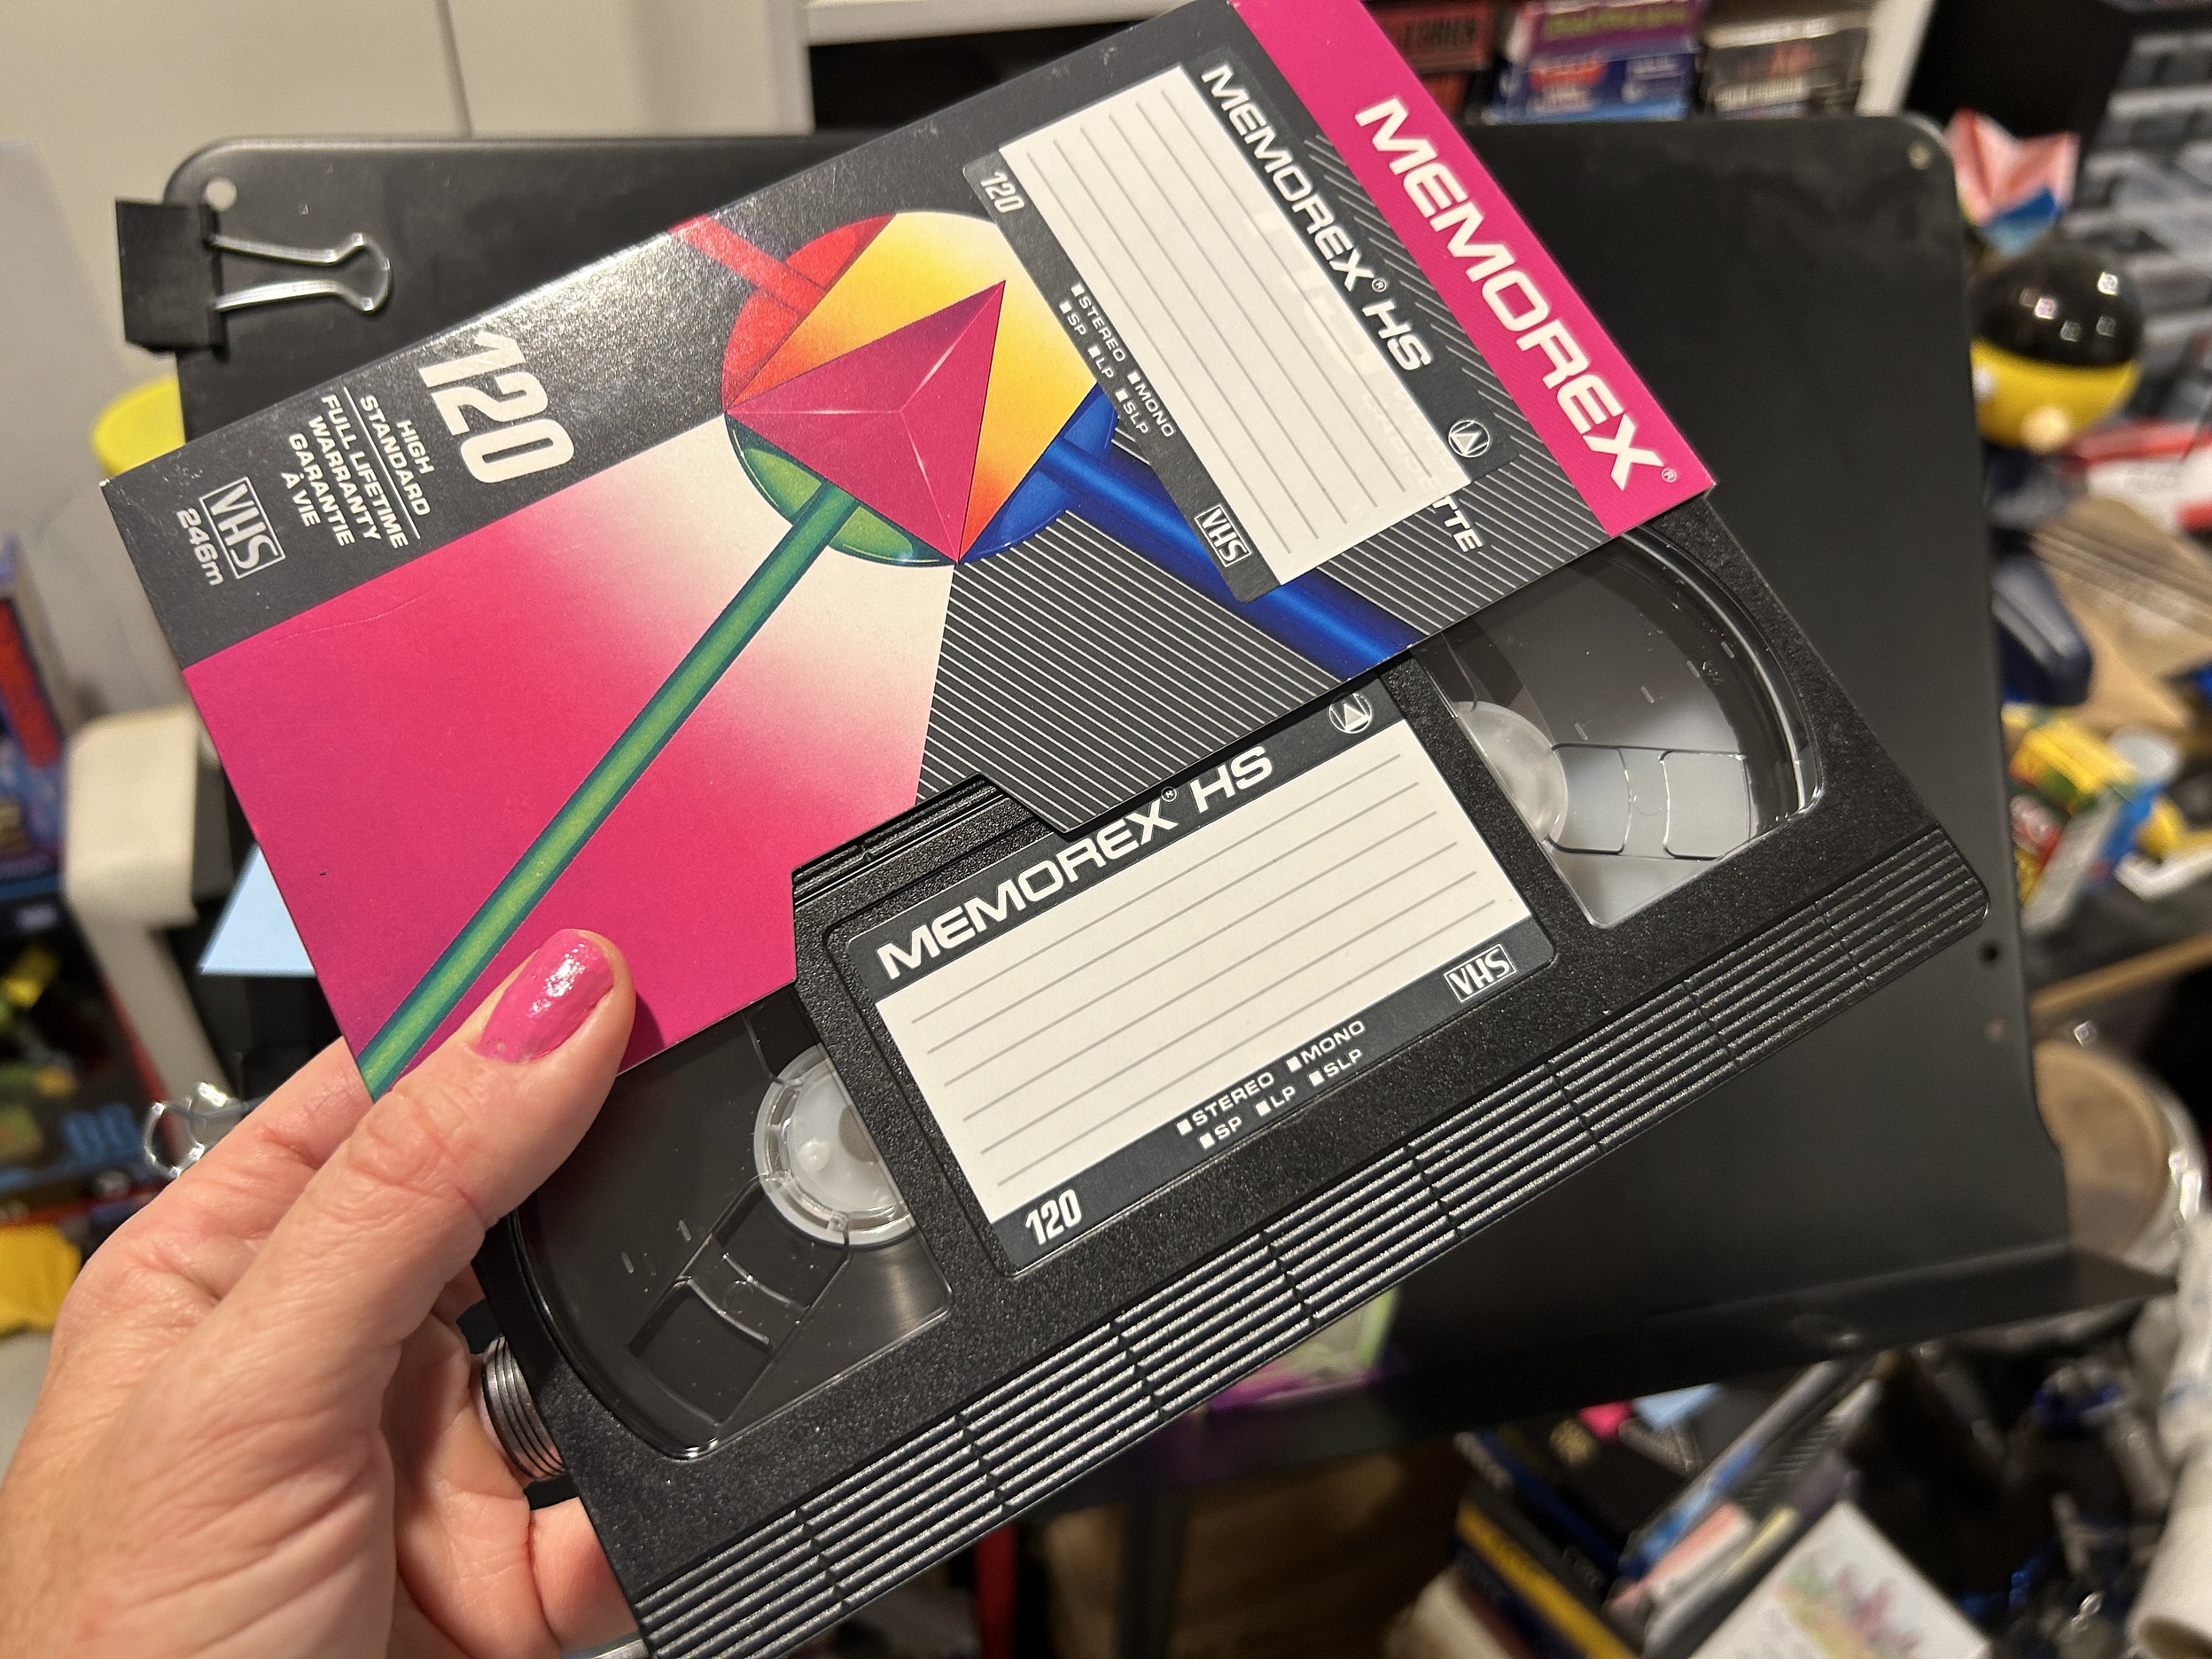 MEMOREX®
MEMOREX® HS
120
■STEREO ■MONO
■SP ■LP ■SLP
VHS
TTE
120
HIGH
STANDARD
FULL LIFETIME
WARRANTY
GARANTIE
À VIE
VHS
246m
MEMOREX® HS
■STEREO ■MONO
■SP ■LP ■SLP
VHS
120